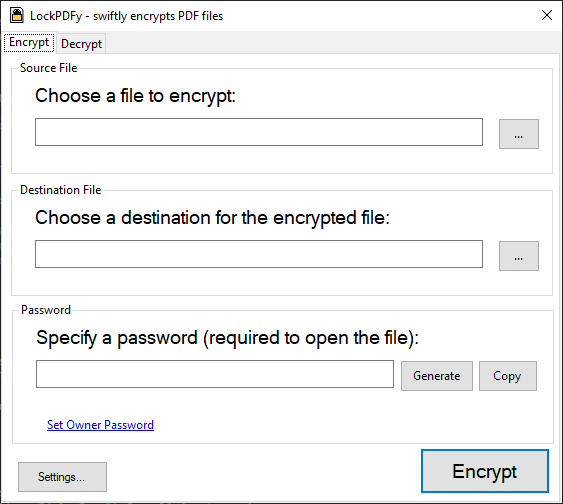 LockPDFy - swiftly encrypts PDF files
Encrypt Decrypt
Source File
Choose a file to encrypt:
...
Destination File
Choose a destination for the encrypted file:
...
Password
Specify a password (required to open the file):
Generate Copy
Set Owner Password
Settings... Encrypt